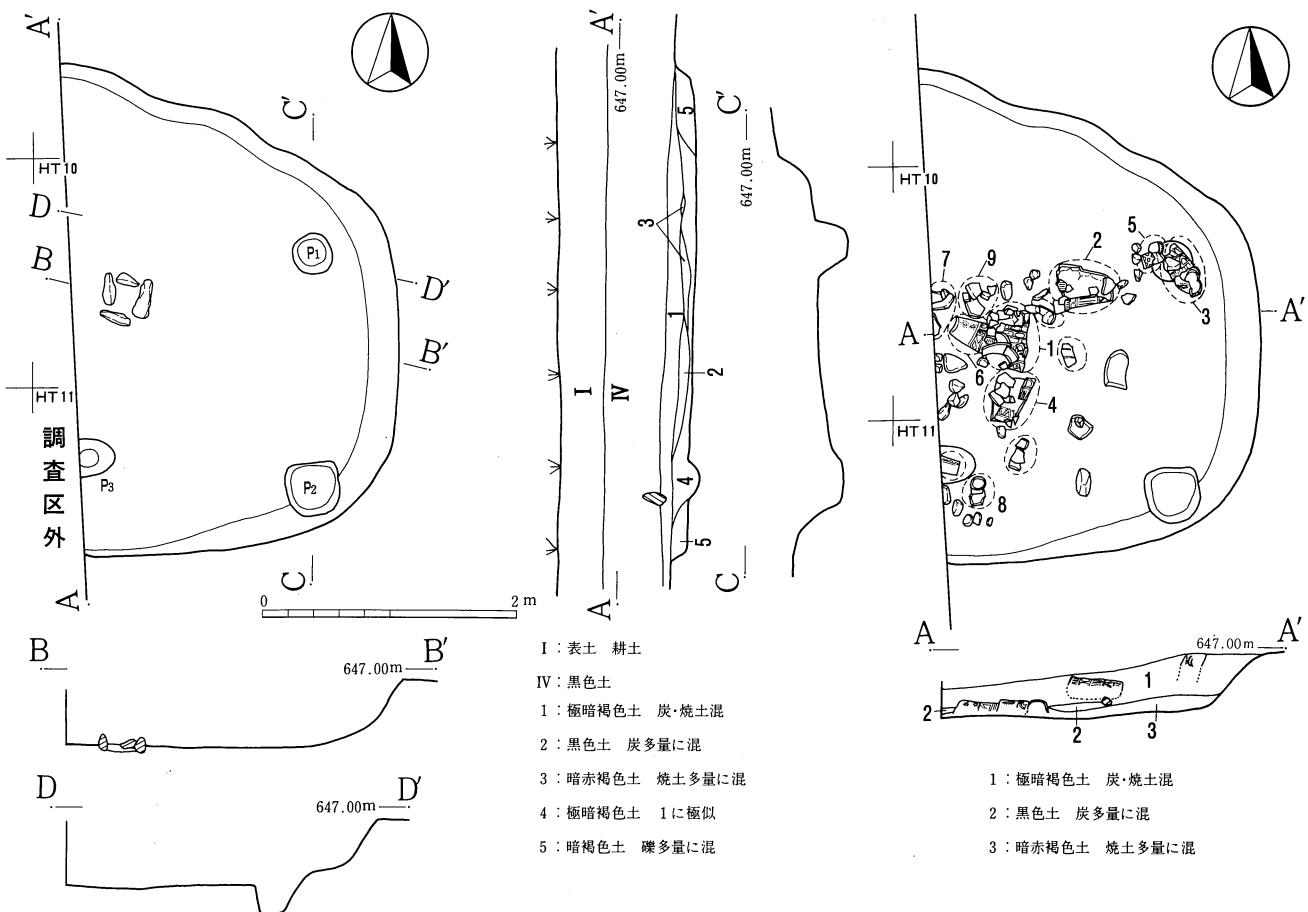 A'
HT10
D
B
C'
P1
D'
B'
HT11
調査区外
P3
P2
A
C
0 2m
A'
647.00m
5
3
1
2
I
IV
4
5
A
C'
647.00m
C
HT10
5
2
7
9
3
A
A'
1
6
4
HT11
8
B
647.00m
B'
D
647.00m
D'
I：表土 耕土
IV：黒色土
1：極暗褐色土 炭・焼土混
2：黒色土 炭多量に混
3：暗赤褐色土 焼土多量に混
4：極暗褐色土 1に極似
5：暗褐色土 礫多量に混
A
647.00m
A'
1
2
2
3
1：極暗褐色土 炭・焼土混
2：黒色土 炭多量に混
3：暗赤褐色土 焼土多量に混